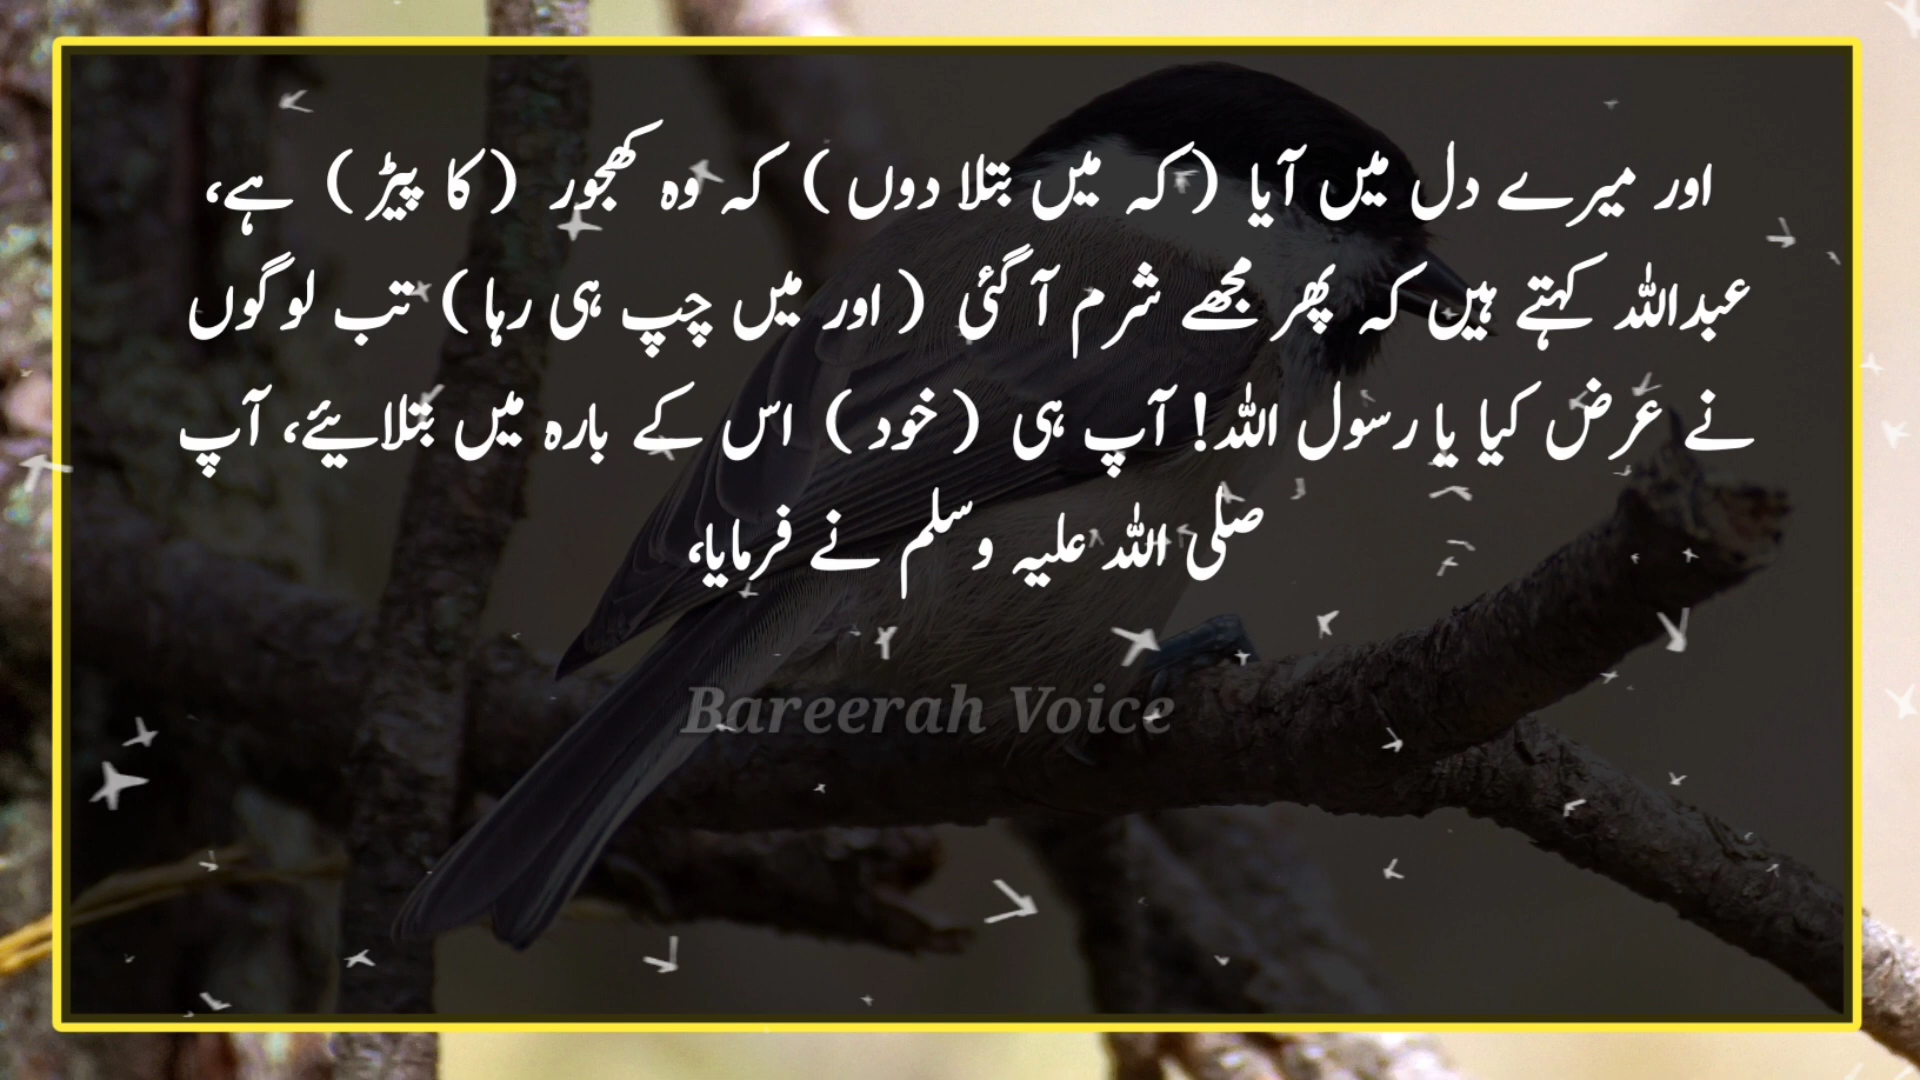 اور میرے دل میں آیا (کہ میں بتلا دوں) کہ وہ کھجور (کا پیڑ) ہے،
عبداللہ کہتے ہیں کہ پھر مجھے شرم آ گئی (اور میں چپ ہی رہا) تب لوگوں
نے عرض کیا یا رسول اللہ! آپ ہی (خود) اس کے بارہ میں بتلائیے، آپ
صلی اللہ علیہ وسلم نے فرمایا،
Bareerah Voice